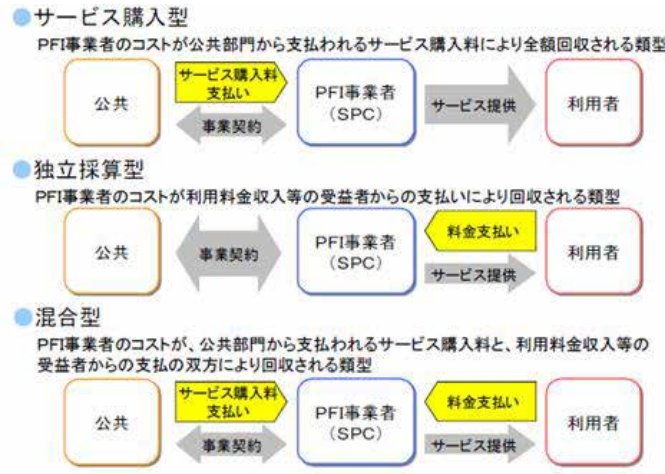 サービス購入型
PFI事業者のコストが公共部門から支払われるサービス購入料により全額回収される類型
公共
サービス購入料
支払い
事業契約
PFI事業者
(SPC)
サービス提供
利用者
独立採算型
PFI事業者のコストが利用料金収入等の受益者からの支払いにより回収される類型
公共
事業契約
PFI事業者
(SPC)
料金支払い
サービス提供
利用者
混合型
PFI事業者のコストが、公共部門から支払われるサービス購入料と、利用料金収入等の
受益者からの支払の双方により回収される類型
公共
サービス購入料
支払い
事業契約
PFI事業者
(SPC)
料金支払い
サービス提供
利用者